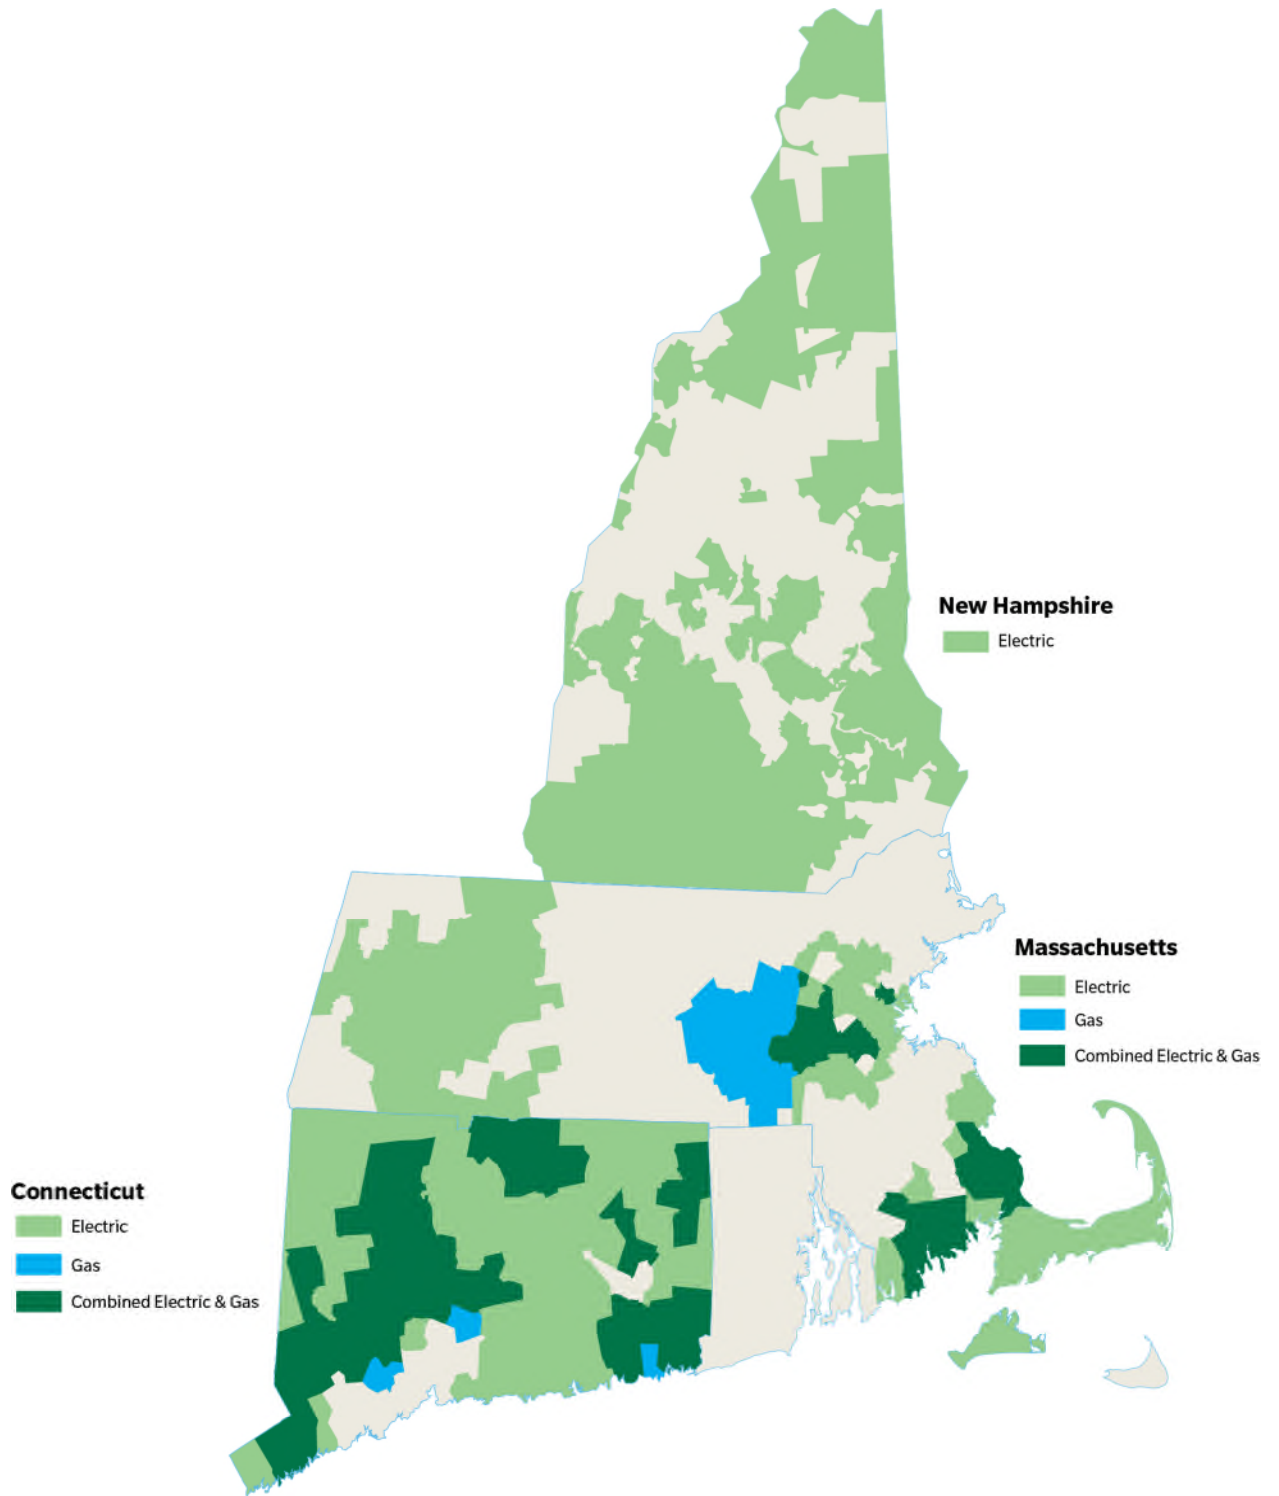 New Hampshire
Electric
Massachusetts
Electric
Gas
Combined Electric & Gas
Connecticut
Electric
Gas
Combined Electric & Gas